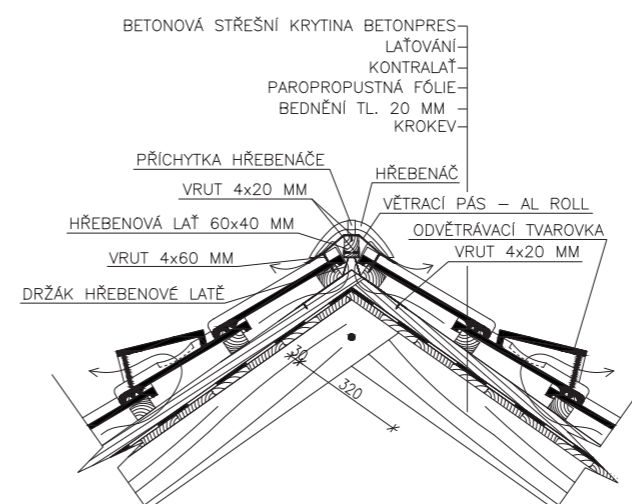 BETONOVÁ STŘEŠNÍ KRYTINA BETONPRES
LAŤOVÁNÍ
KONTRALAŤ
PAROPROPUSTNÁ FÓLIE
BEDNĚNÍ TL. 20 MM
KROKEV
PŘÍCHYTKA HŘEBENÁČE
HŘEBENÁČ
VRUT 4x20 MM
VĚTRACÍ PÁS – AL ROLL
HŘEBENOVÁ LAŤ 60x40 MM
ODVĚTRÁVACÍ TVAROVKA
VRUT 4x60 MM
VRUT 4x20 MM
DRŽÁK HŘEBENOVÉ LATĚ
30
320